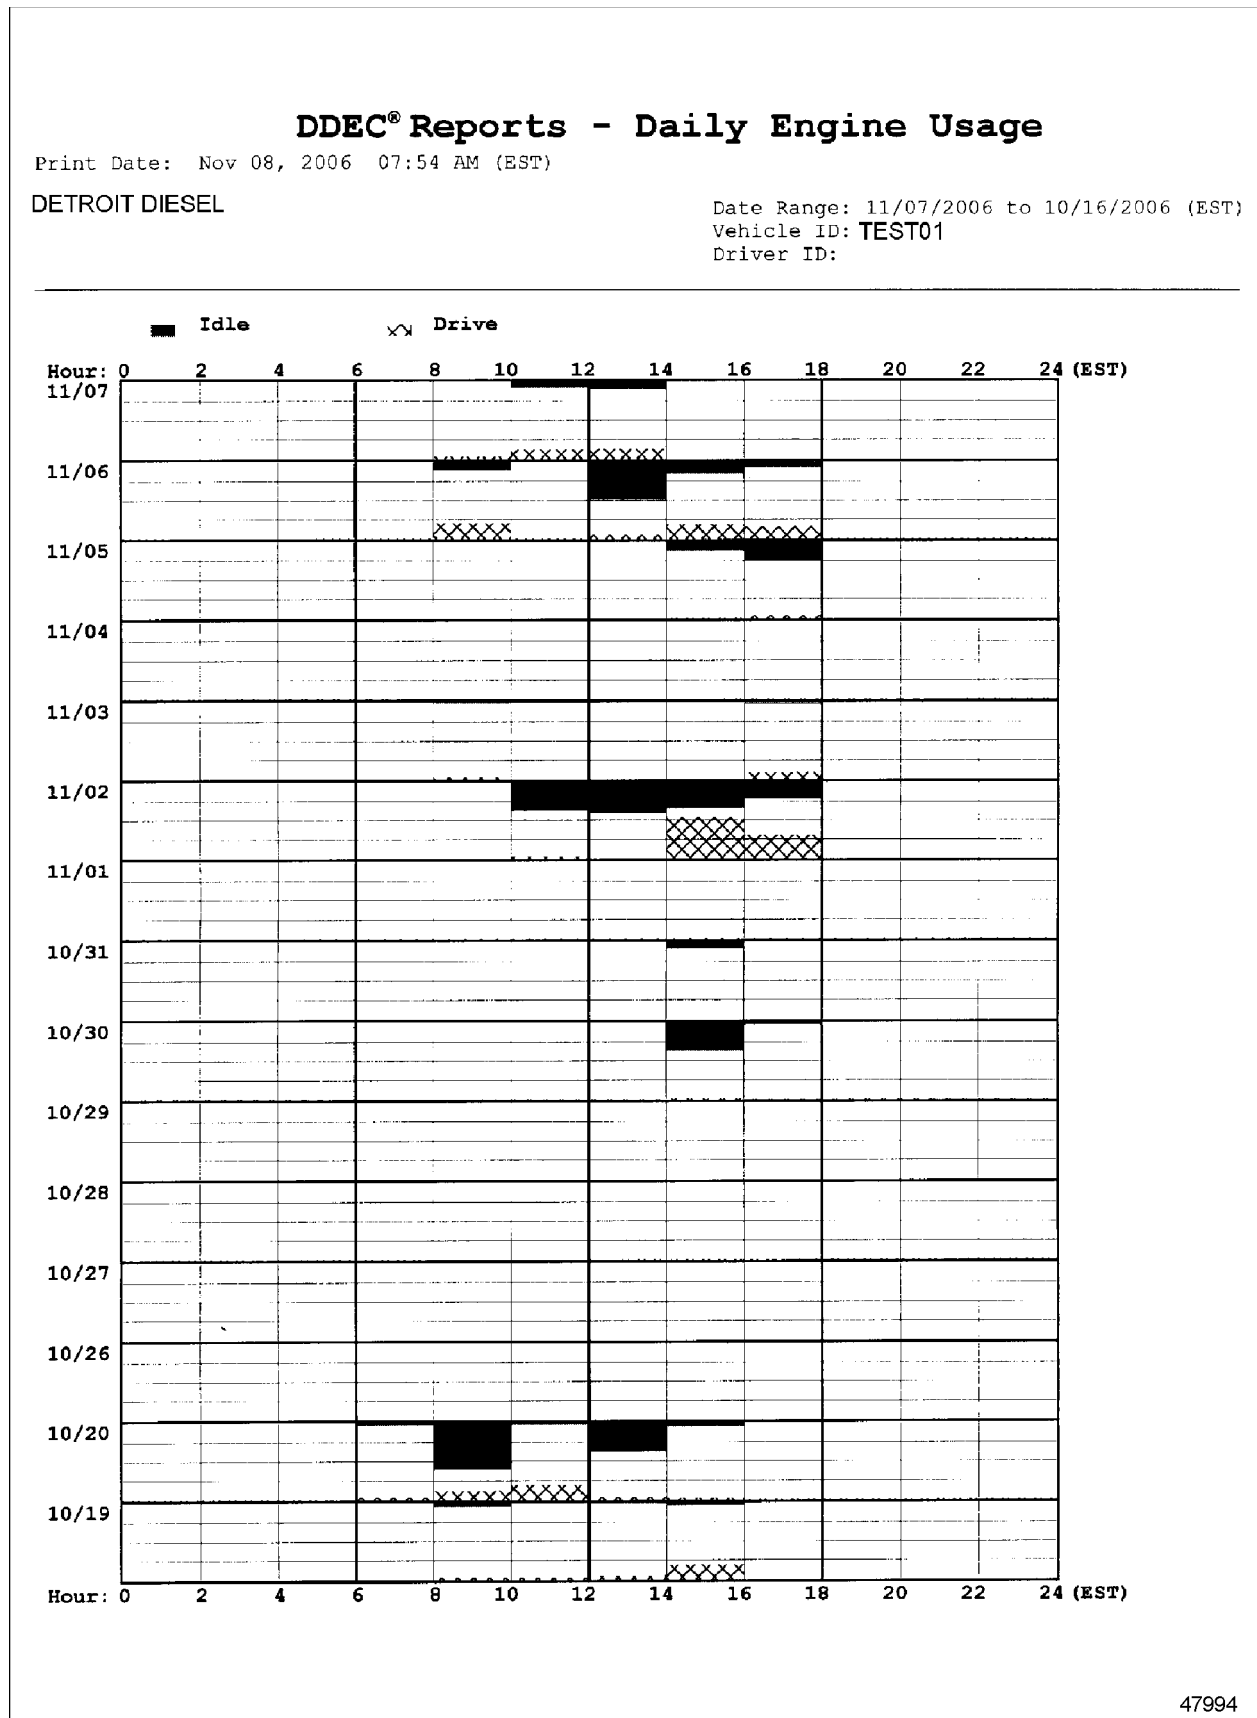 DDEC® Reports - Daily Engine Usage
Print Date: Nov 08, 2006 07:54 AM (EST)
DETROIT DIESEL
Date Range: 11/07/2006 to 10/16/2006 (EST)
Vehicle ID: TEST01
Driver ID:
Idle Drive
Hour: 0 2 4 6 8 10 12 14 16 18 20 22 24 (EST)
11/07
11/06
11/05
11/04
11/03
11/02
11/01
10/31
10/30
10/29
10/28
10/27
10/26
10/20
10/19
Hour: 0 2 4 6 8 10 12 14 16 18 20 22 24 (EST)
47994